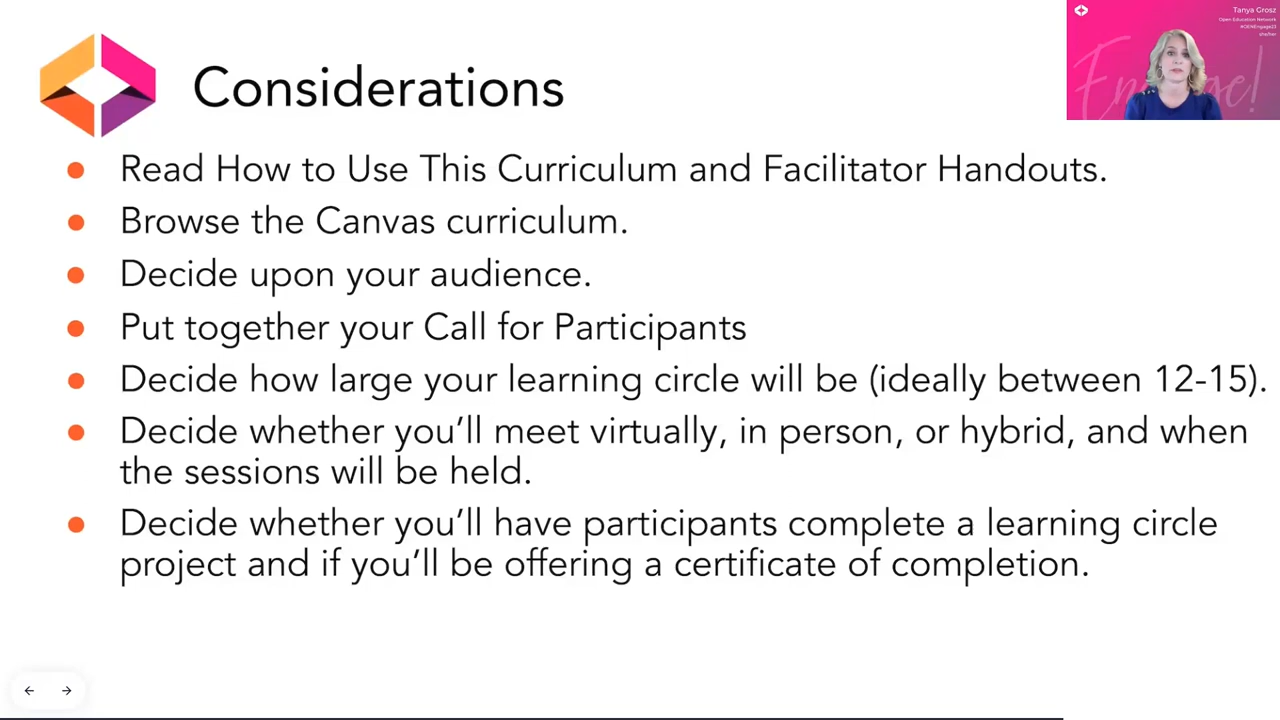 Considerations
Read How to Use This Curriculum and Facilitator Handouts.
Browse the Canvas curriculum.
Decide upon your audience.
Put together your Call for Participants
Decide how large your learning circle will be (ideally between 12-15).
Decide whether you’ll meet virtually, in person, or hybrid, and when
the sessions will be held.
Decide whether you’ll have participants complete a learning circle
project and if you’ll be offering a certificate of completion.
Tanya Grosz
Open Education Network
#OENEngage23
she/her
Engage!